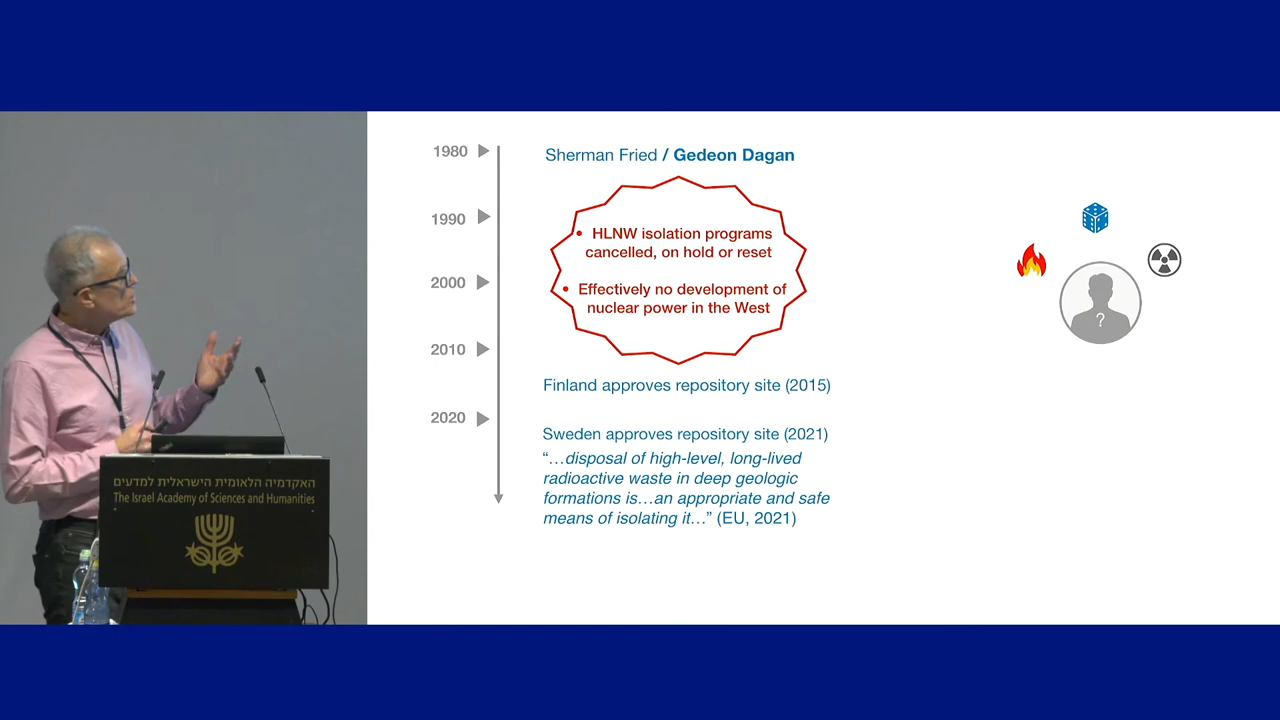 1980
Sherman Fried / Gedeon Dagan
1990
• HLNW isolation programs
cancelled, on hold or reset
2000
• Effectively no development of
nuclear power in the West
2010
Finland approves repository site (2015)
2020
Sweden approves repository site (2021)
“…disposal of high-level, long-lived
radioactive waste in deep geologic
formations is…an appropriate and safe
means of isolating it…” (EU, 2021)
?
האקדמיה הלאומית הישראלית למדעים
The Israel Academy of Sciences and Humanities